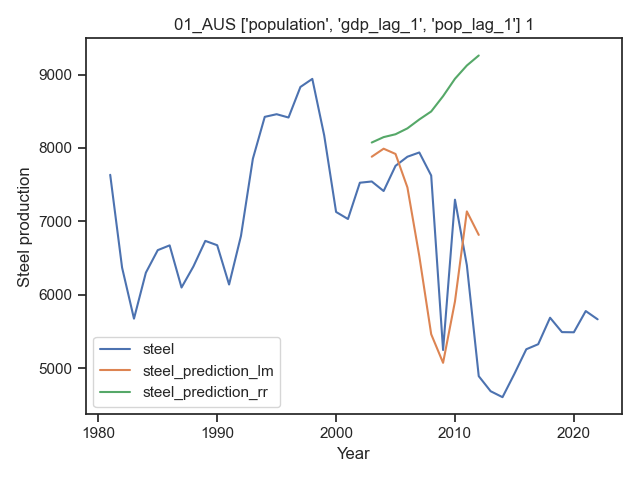 01_AUS ['population', 'gdp_lag_1', 'pop_lag_1'] 1
Steel production
9000
8000
7000
6000
5000
steel
steel_prediction_lm
steel_prediction_rr
1980
1990
2000
2010
2020
Year